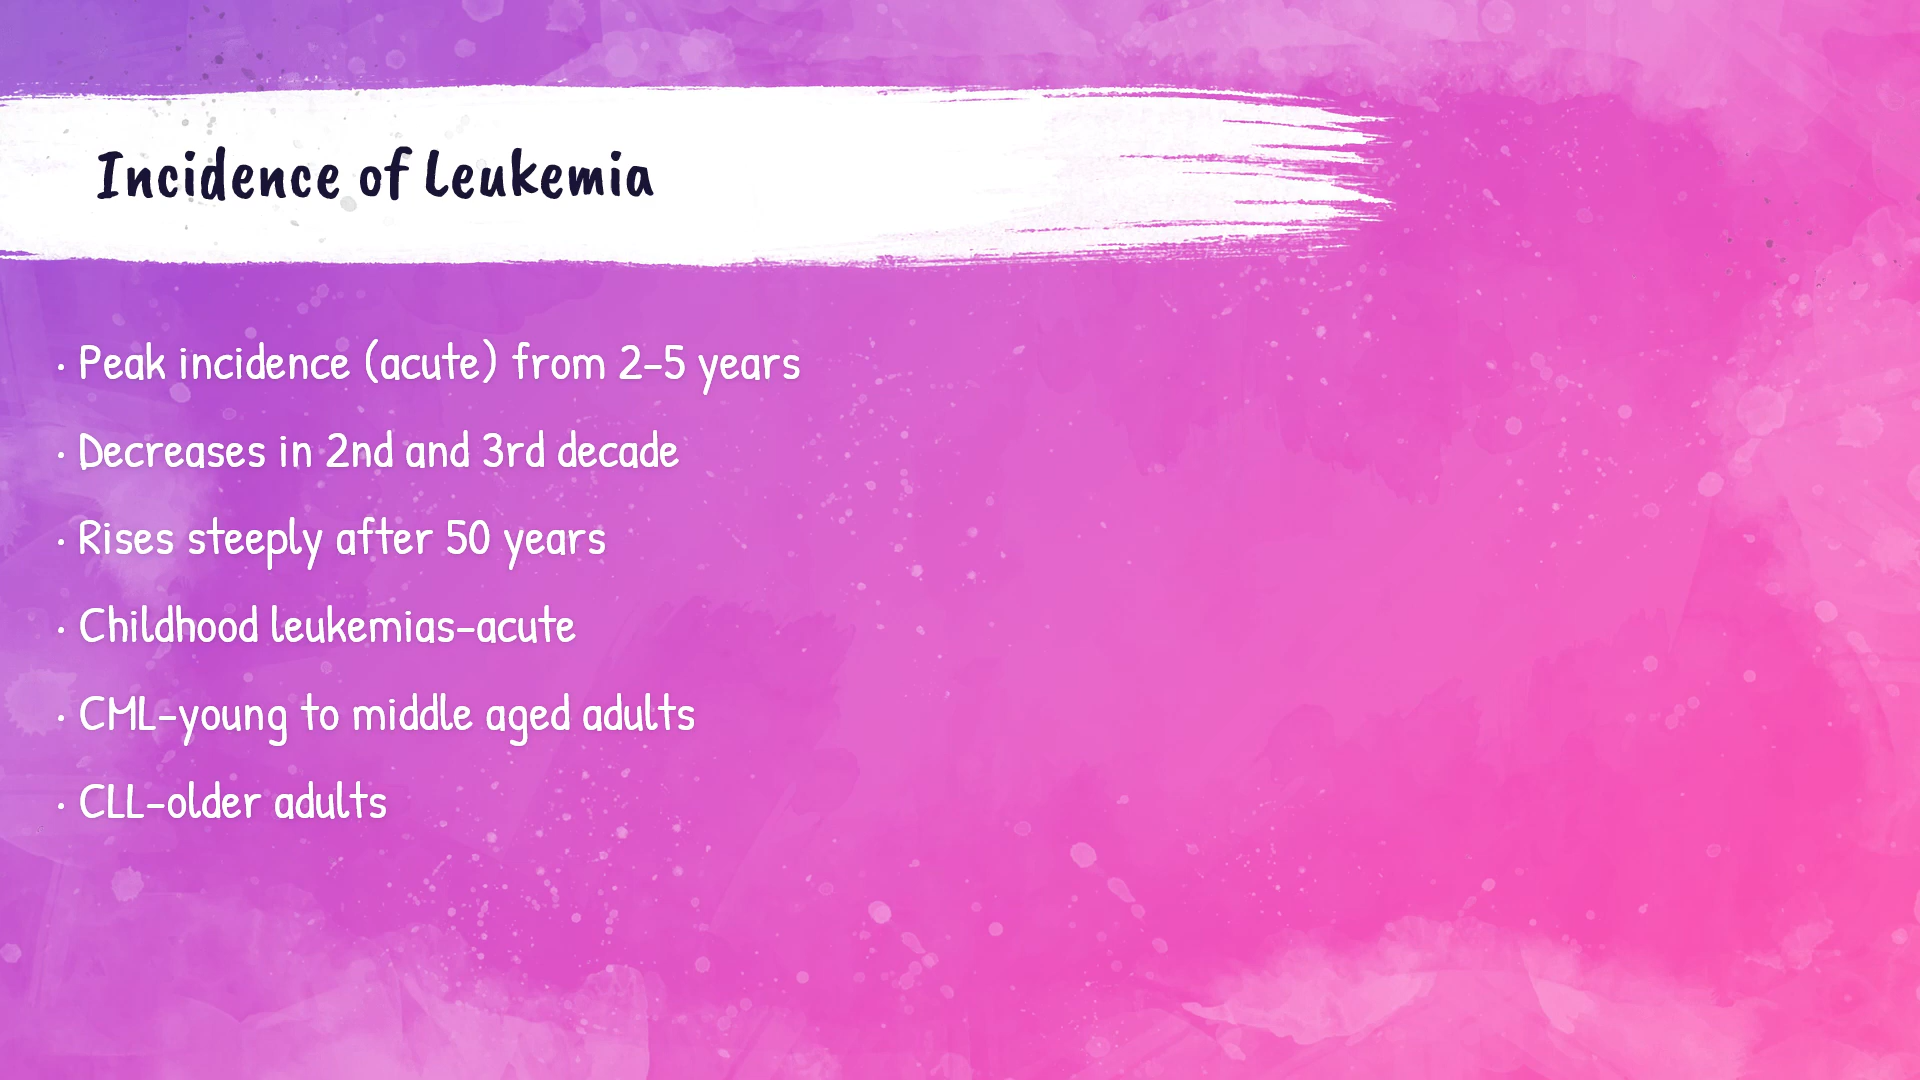 Incidence of Leukemia
· Peak incidence (acute) from 2-5 years
· Decreases in 2nd and 3rd decade
· Rises steeply after 50 years
· Childhood leukemias-acute
· CML-young to middle aged adults
· CLL-older adults